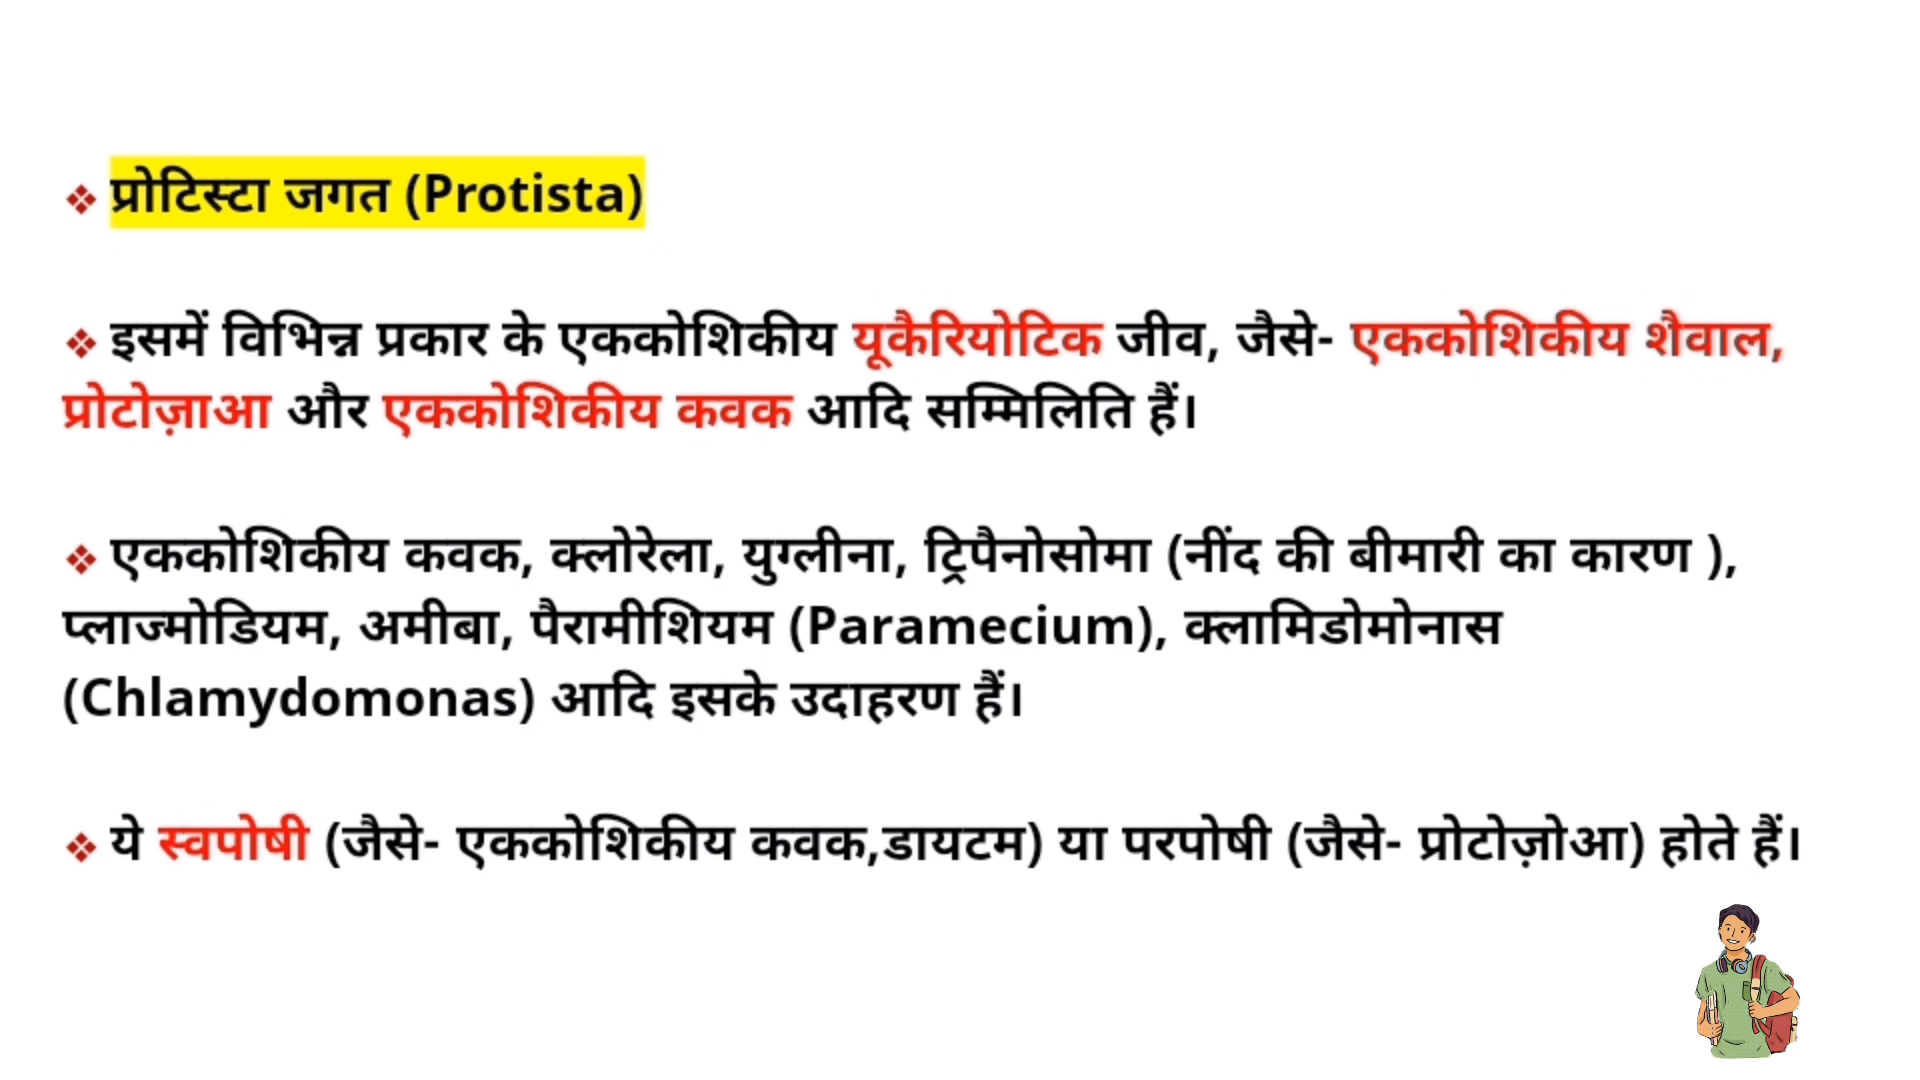 ❖ प्रोटिस्टा जगत (Protista)
❖ इसमें विभिन्न प्रकार के एककोशिकीय यूकैरियोटिक जीव, जैसे- एककोशिकीय शैवाल,
प्रोटोज़ाआ और एककोशिकीय कवक आदि सम्मिलिति हैं।
❖ एककोशिकीय कवक, क्लोरेला, युग्लीना, ट्रिपैनोसोमा (नींद की बीमारी का कारण ),
प्लाज्मोडियम, अमीबा, पैरामीशियम (Paramecium), क्लामिडोमोनास
(Chlamydomonas) आदि इसके उदाहरण हैं।
❖ ये स्वपोषी (जैसे- एककोशिकीय कवक,डायटम) या परपोषी (जैसे- प्रोटोज़ोआ) होते हैं।